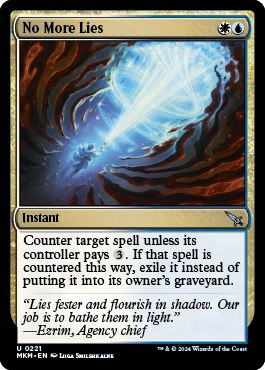 No More Lies
Instant
Counter target spell unless its
controller pays 3. If that spell is
countered this way, exile it instead of
putting it into its owner's graveyard.
“Lies fester and flourish in shadow. Our
job is to bathe them in light.”
—Ezrim, Agency chief
U 0221
MKM • EN Liiga Smilshkalne
™ & © 2024 Wizards of the Coast